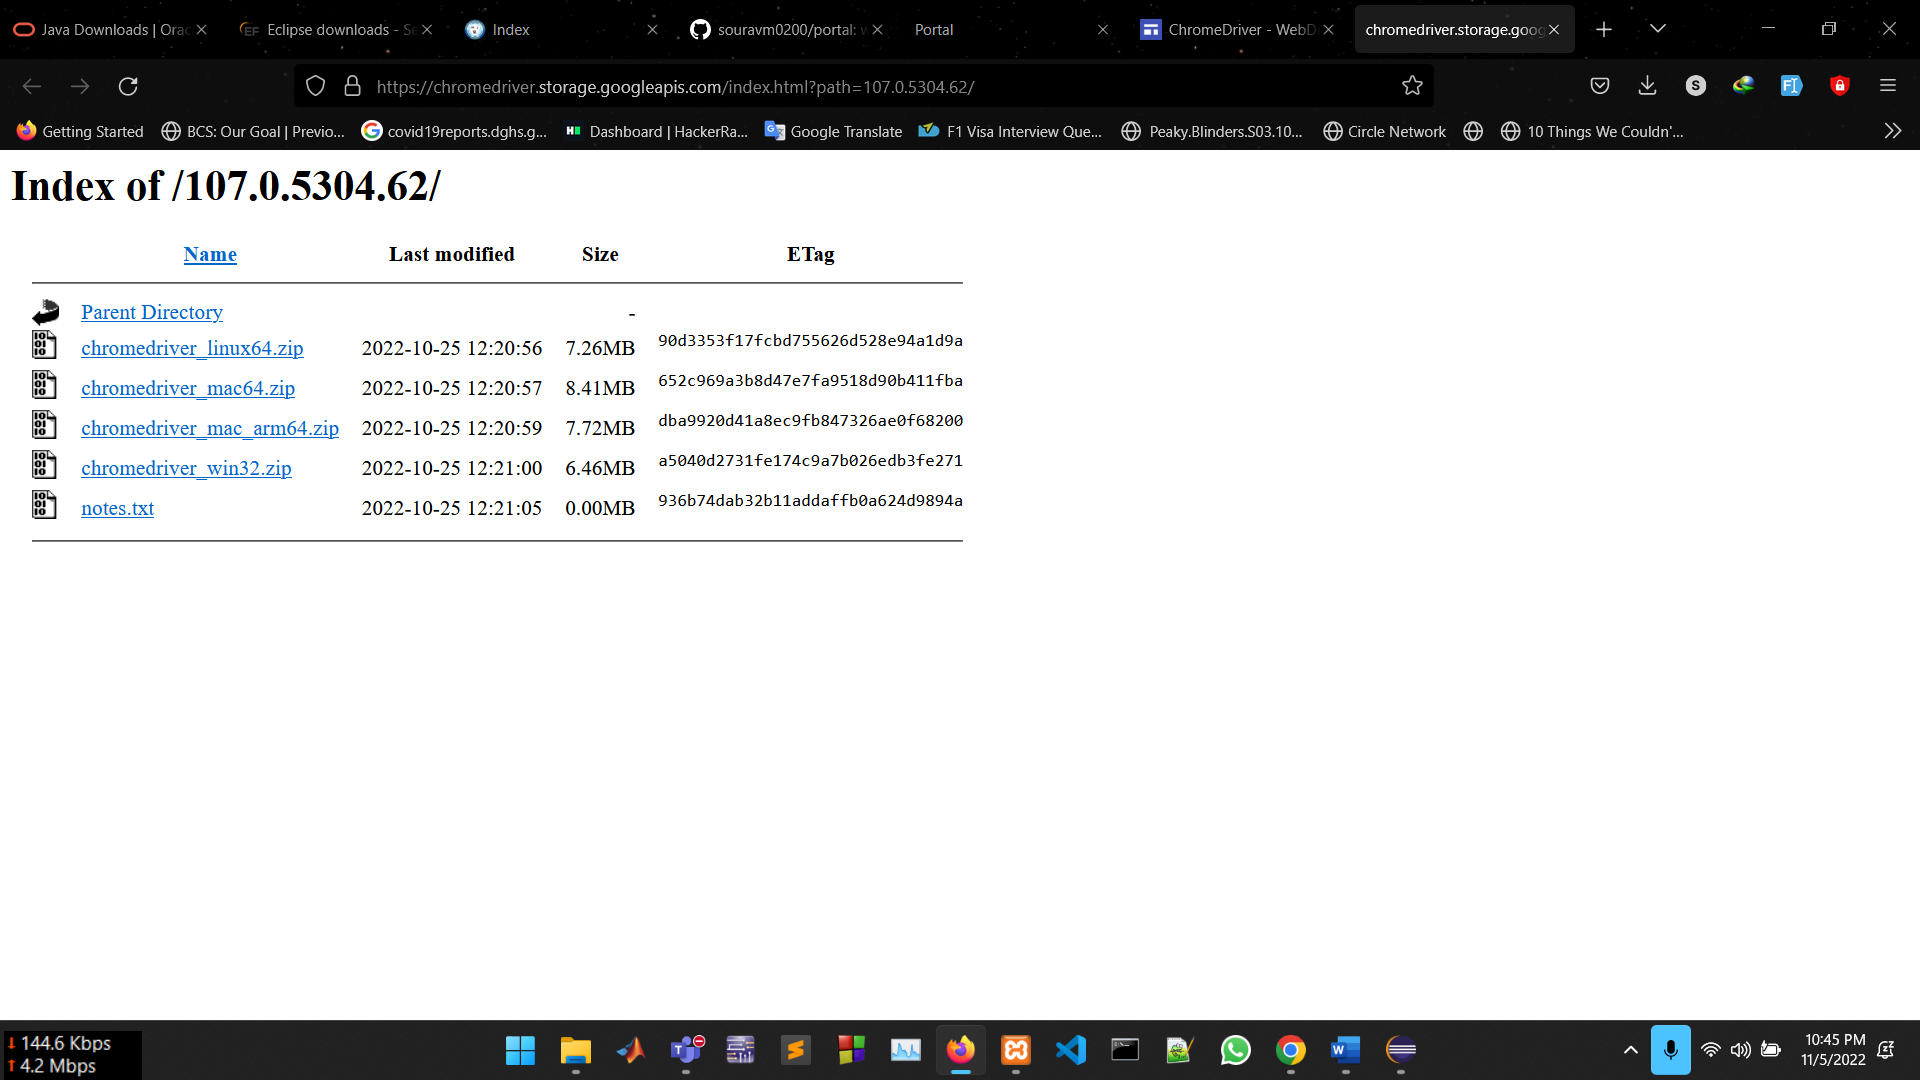 Java Downloads | Orac
Eclipse downloads - Se
Index
souravm0200/portal: w
Portal
ChromeDriver - WebD
chromedriver.storage.goog
https://chromedriver.storage.googleapis.com/index.html?path=107.0.5304.62/
S
Getting Started
BCS: Our Goal | Previo...
covid19reports.dghs.g...
Dashboard | HackerRa...
Google Translate
F1 Visa Interview Que...
Peaky.Blinders.S03.10...
Circle Network
10 Things We Couldn'...
Index of /107.0.5304.62/
Name Last modified Size ETag
Parent Directory -
chromedriver_linux64.zip 2022-10-25 12:20:56 7.26MB 90d3353f17fcbd755626d528e94a1d9a
chromedriver_mac64.zip 2022-10-25 12:20:57 8.41MB 652c969a3b8d47e7fa9518d90b411fba
chromedriver_mac_arm64.zip 2022-10-25 12:20:59 7.72MB dba9920d41a8ec9fb847326ae0f68200
chromedriver_win32.zip 2022-10-25 12:21:00 6.46MB a5040d2731fe174c9a7b026edb3fe271
notes.txt 2022-10-25 12:21:05 0.00MB 936b74dab32b11addaffb0a624d9894a
144.6 Kbps
4.2 Mbps
10:45 PM
11/5/2022